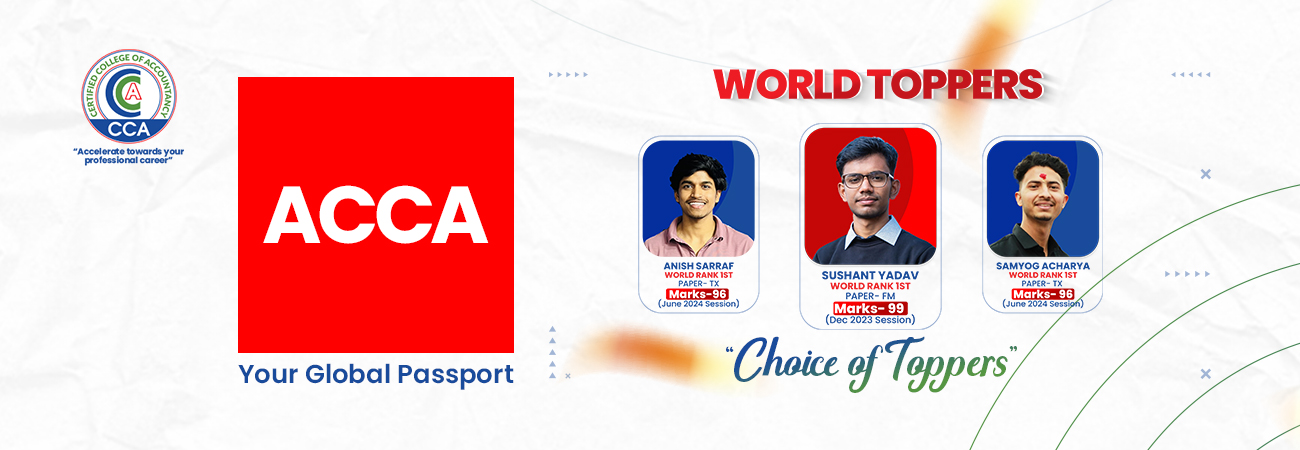 CERTIFIED COLLEGE OF ACCOUNTANCY
CCA
CCA
"Accelerate towards your
professional career"
ACCA
Your Global Passport
WORLD TOPPERS
ANISH SARRAF
WORLD RANK 1ST
PAPER- TX
Marks-96
(June 2024 Session)
SUSHANT YADAV
WORLD RANK 1ST
PAPER- FM
Marks- 99
(Dec 2023 Session)
SAMYOG ACHARYA
WORLD RANK 1ST
PAPER- TX
Marks-96
(June 2024 Session)
"Choice of Toppers"